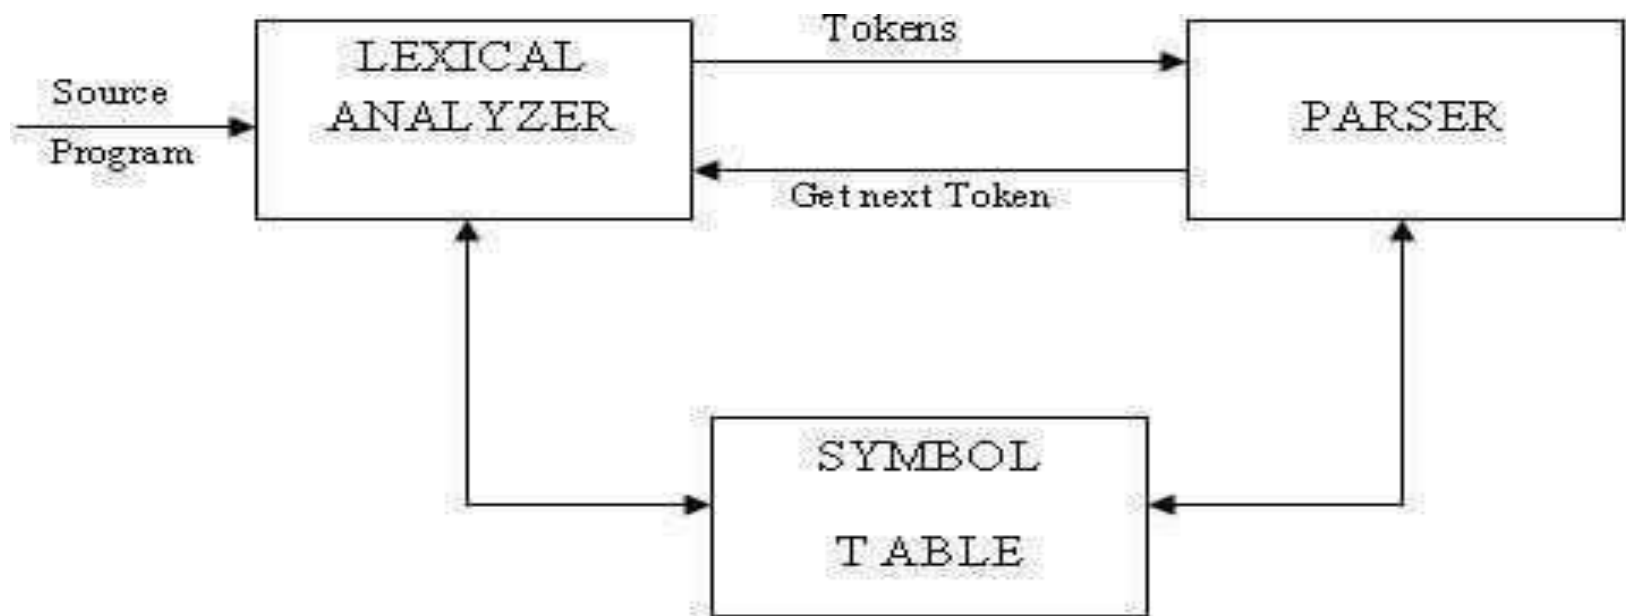 Source
Program
LEXICAL
ANALYZER
Tokens
Get next Token
PARSER
SYMBOL
TABLE